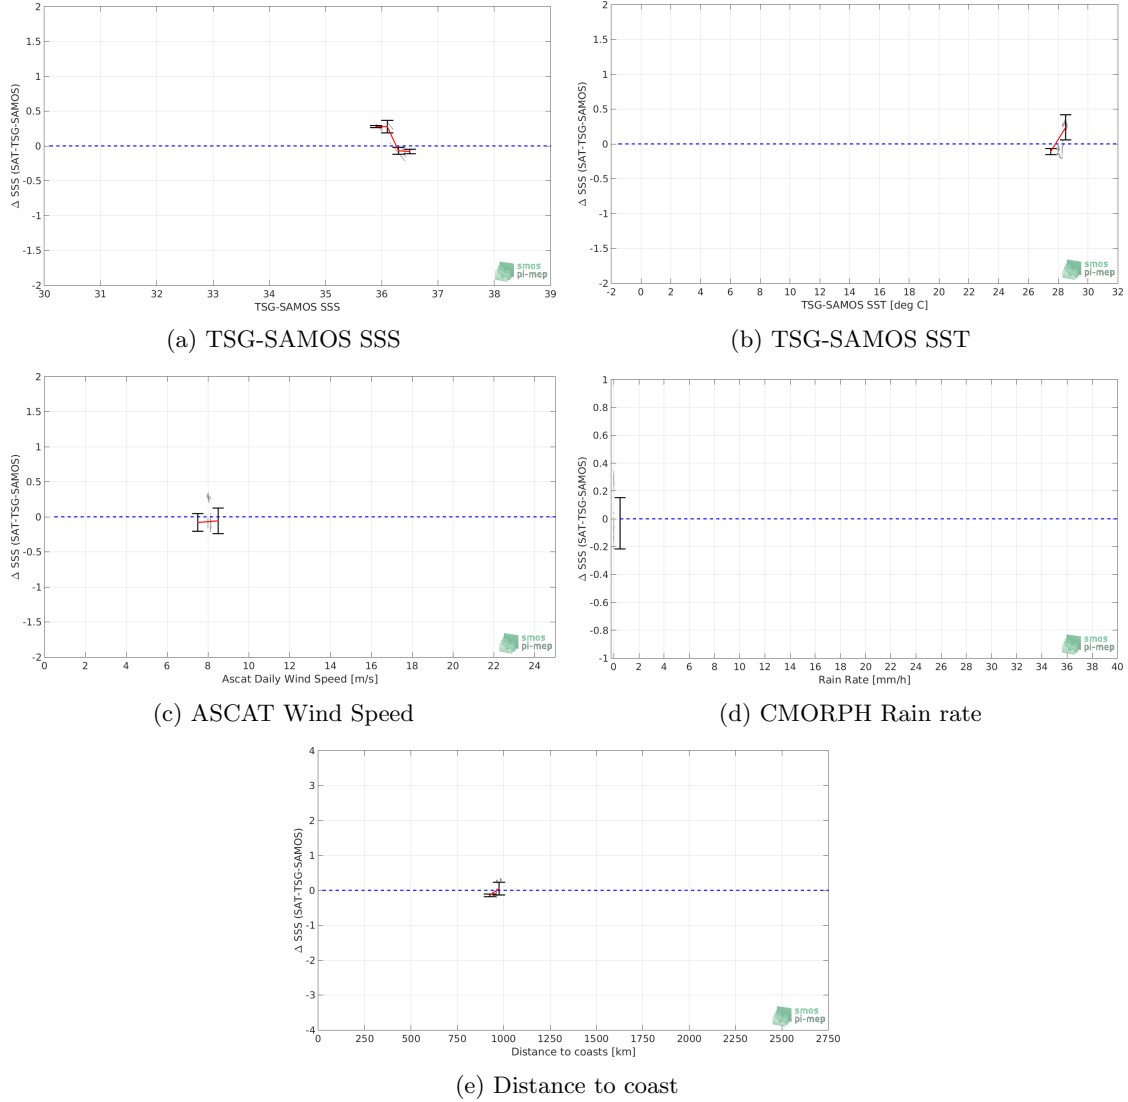 2
1.5
1
0.5
0
-0.5
-1
-1.5
-2
Δ SSS (SAT-TSG-SAMOS)
30 31 32 33 34 35 36 37 38 39
TSG-SAMOS SSS
smos
pi-mep
(a) TSG-SAMOS SSS
2
1.5
1
0.5
0
-0.5
-1
-1.5
-2
Δ SSS (SAT-TSG-SAMOS)
-2 0 2 4 6 8 10 12 14 16 18 20 22 24 26 28 30 32
TSG-SAMOS SST [deg C]
smos
pi-mep
(b) TSG-SAMOS SST
2
1.5
1
0.5
0
-0.5
-1
-1.5
-2
Δ SSS (SAT-TSG-SAMOS)
0 2 4 6 8 10 12 14 16 18 20 22 24
Ascat Daily Wind Speed [m/s]
smos
pi-mep
(c) ASCAT Wind Speed
1
0.8
0.6
0.4
0.2
0
-0.2
-0.4
-0.6
-0.8
-1
Δ SSS (SAT-TSG-SAMOS)
0 2 4 6 8 10 12 14 16 18 20 22 24 26 28 30 32 34 36 38 40
Rain Rate [mm/h]
smos
pi-mep
(d) CMORPH Rain rate
4
3
2
1
0
-1
-2
-3
-4
Δ SSS (SAT-TSG-SAMOS)
0 250 500 750 1000 1250 1500 1750 2000 2250 2500 2750
Distance to coasts [km]
smos
pi-mep
(e) Distance to coast